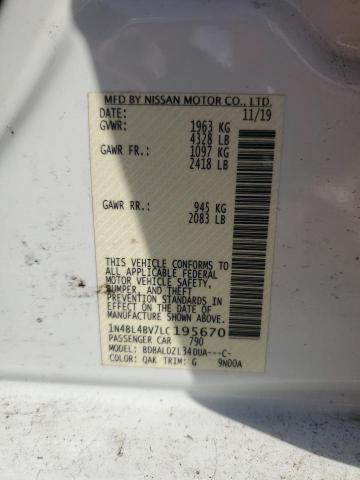 MFD BY NISSAN MOTOR CO., LTD.
DATE: 11/19
GVWR: 1963 KG
4328 LB
GAWR FR.: 1097 KG
2418 LB
GAWR RR.: 945 KG
2083 LB
THIS VEHICLE CONFORMS TO
ALL APPLICABLE FEDERAL
MOTOR VEHICLE SAFETY,
BUMPER, AND THEFT
PREVENTION STANDARDS
IN EFFECT ON THE DATE OF
MANUFACTURE SHOWN ABOVE.
1N4BL4BV7LC195670
PASSENGER CAR 790
MODEL: BDBALDZL34DUA---C-
COLOR: QAK TRIM: G 9N00A